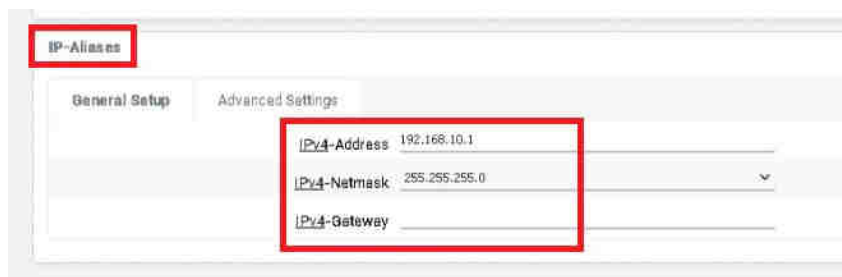 IP-Aliases
General Setup Advanced Settings
IPv4-Address 192.168.10.1
IPv4-Netmask 255.255.255.0
IPv4-Gateway